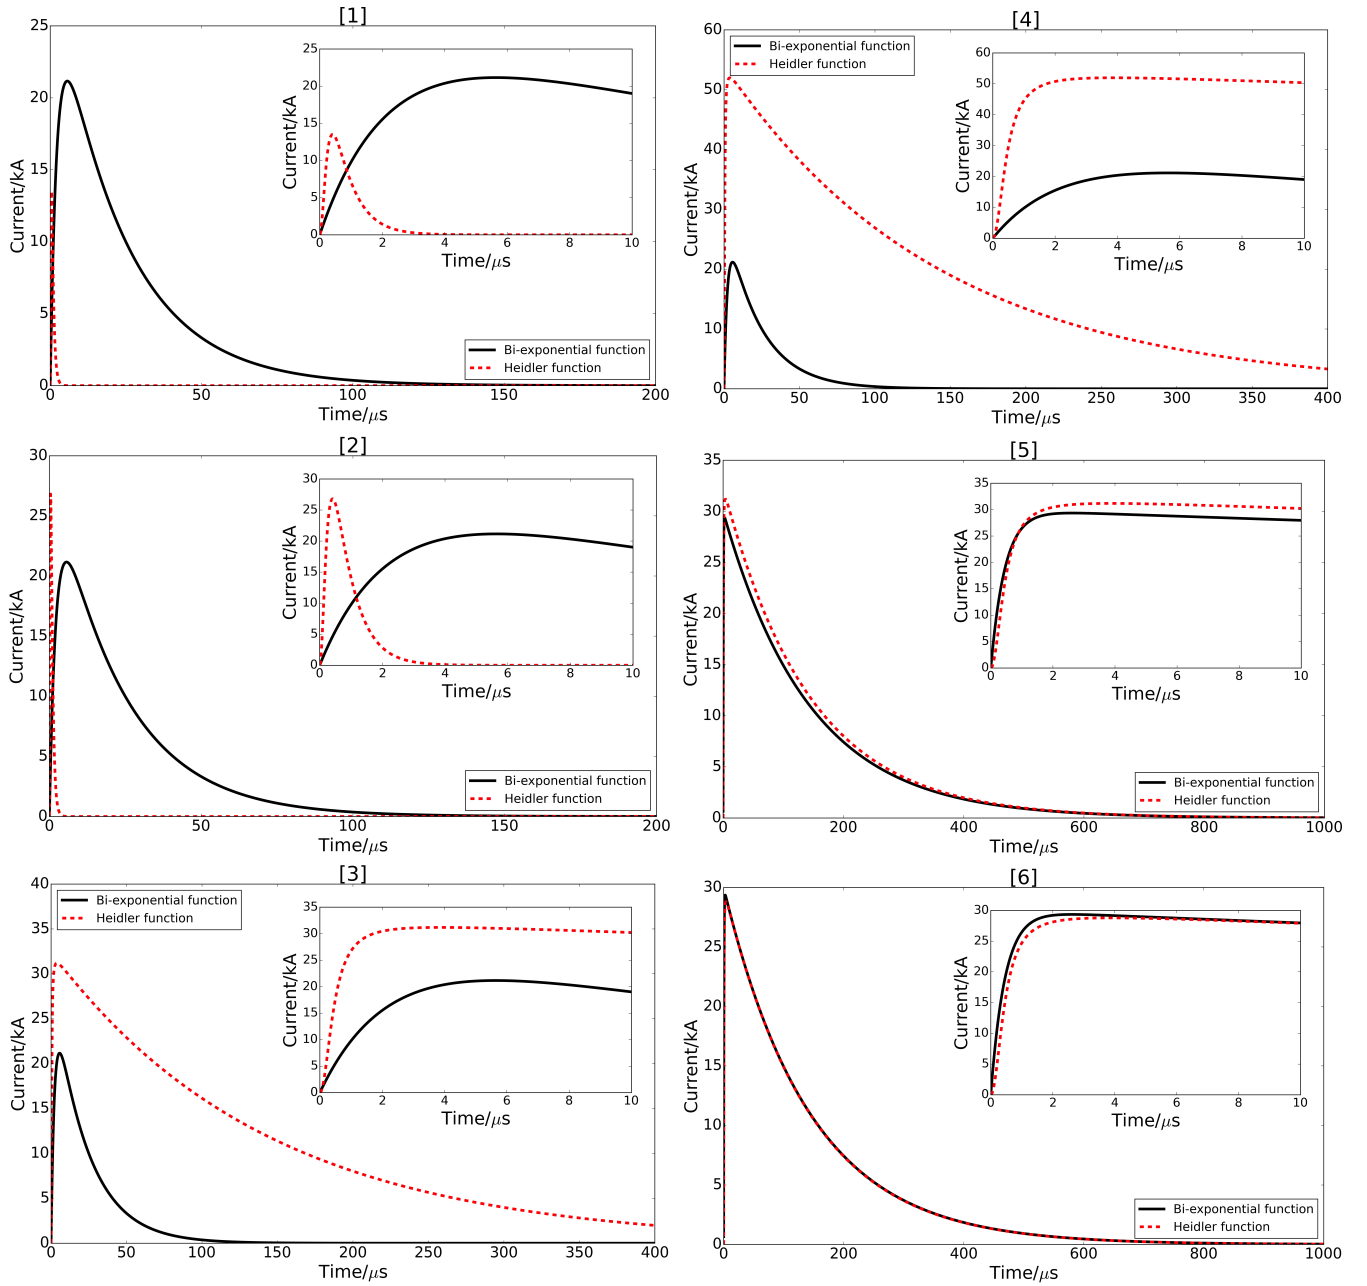 [1]
25
20
15
10
5
0
Current/kA
25
20
15
10
5
0
Current/kA
0 2 4 6 8 10
Time/μs
Bi-exponential function
Heidler function
0 50 100 150 200
Time/μs
[2]
30
25
20
15
10
5
0
Current/kA
30
25
20
15
10
5
0
Current/kA
0 2 4 6 8 10
Time/μs
Bi-exponential function
Heidler function
0 50 100 150 200
Time/μs
[3]
40
35
30
25
20
15
10
5
0
Current/kA
Bi-exponential function
Heidler function
35
30
25
20
15
10
5
0
Current/kA
0 2 4 6 8 10
Time/μs
0 50 100 150 200 250 300 350 400
Time/μs
[4]
60
50
40
30
20
10
0
Current/kA
Bi-exponential function
Heidler function
60
50
40
30
20
10
0
Current/kA
0 2 4 6 8 10
Time/μs
0 50 100 150 200 250 300 350 400
Time/μs
[5]
35
30
25
20
15
10
5
0
Current/kA
35
30
25
20
15
10
5
0
Current/kA
0 2 4 6 8 10
Time/μs
Bi-exponential function
Heidler function
0 200 400 600 800 1000
Time/μs
[6]
30
25
20
15
10
5
0
Current/kA
30
25
20
15
10
5
0
Current/kA
0 2 4 6 8 10
Time/μs
Bi-exponential function
Heidler function
0 200 400 600 800 1000
Time/μs